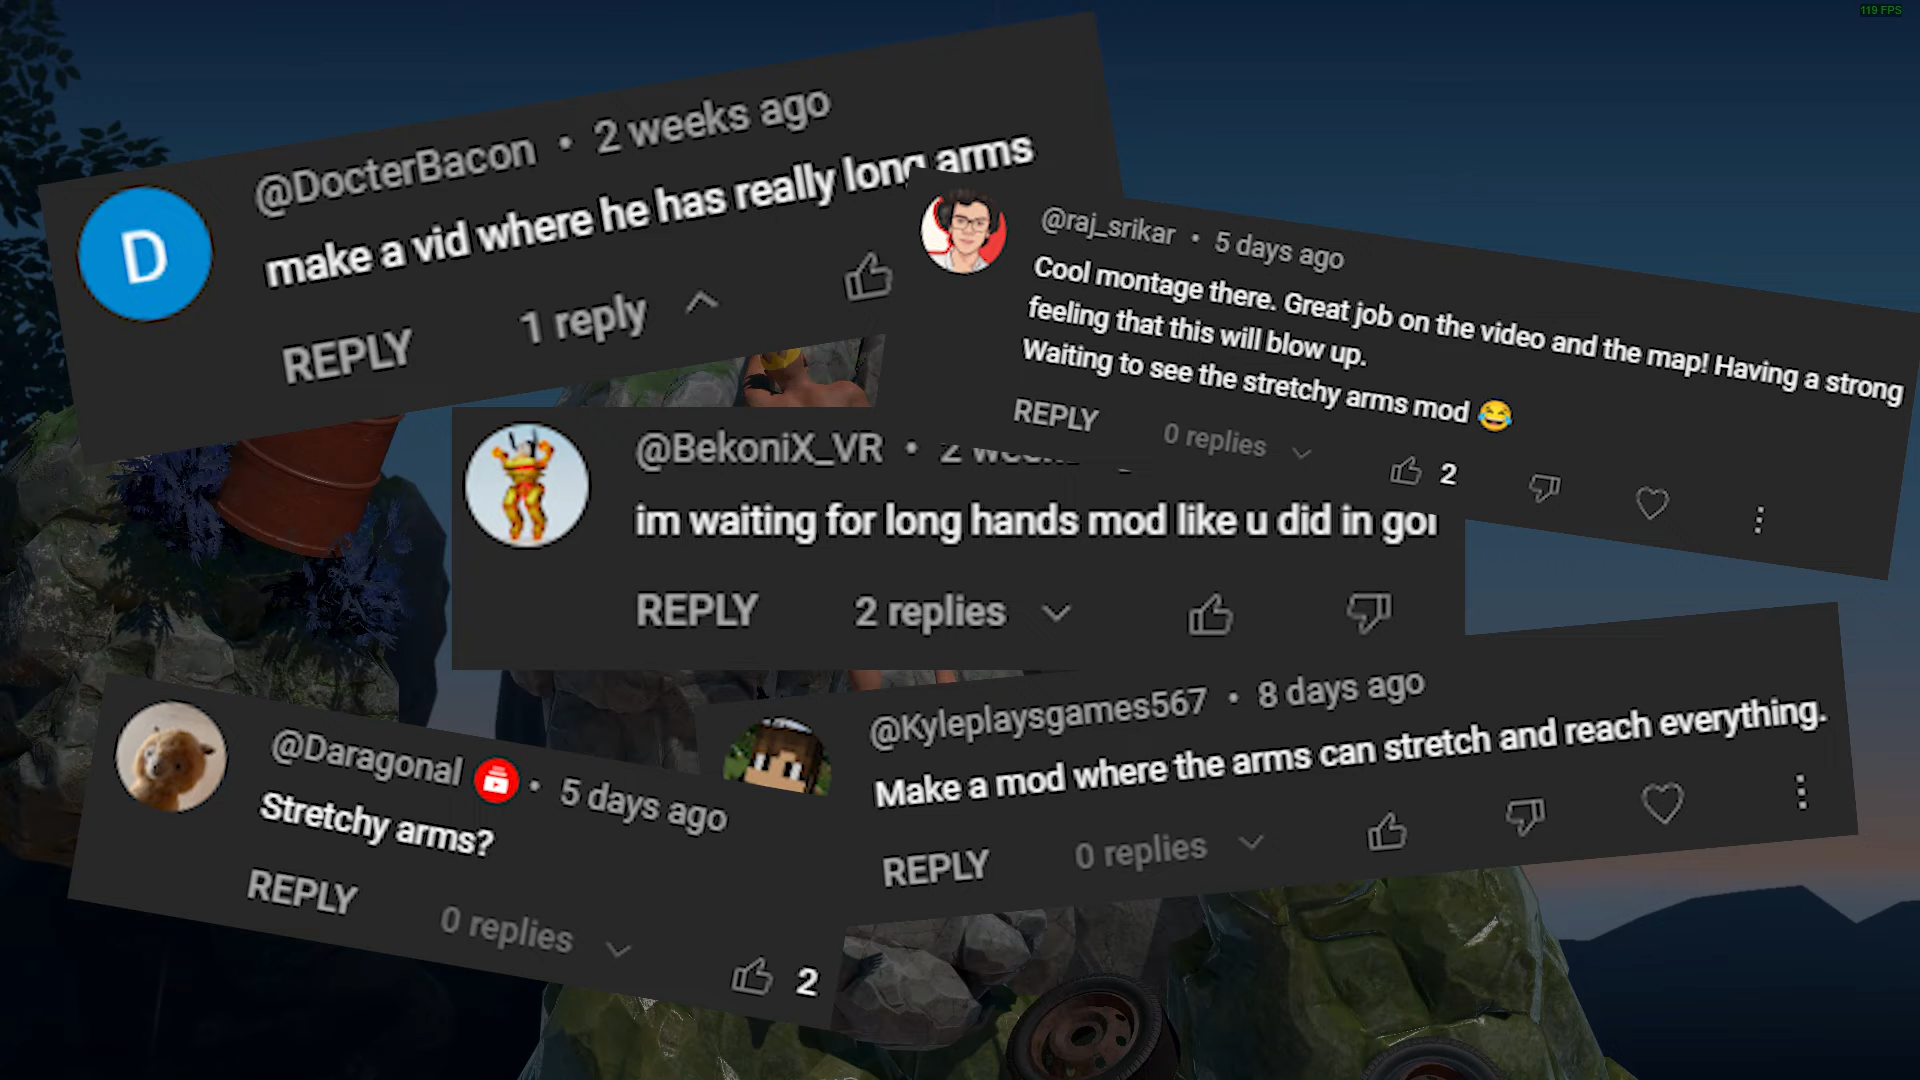 119 FPS
@DocterBacon • 2 weeks ago
make a vid where he has really long arms
REPLY 1 reply
D
@raj_srikar • 5 days ago
Cool montage there. Great job on the video and the map! Having a strong
feeling that this will blow up.
Waiting to see the stretchy arms mod 😂
REPLY 0 replies 2
@BekoniX_VR • 2
im waiting for long hands mod like u did in
REPLY 2 replies
@Kyleplaysgames567 • 8 days ago
Make a mod where the arms can stretch and reach everything.
REPLY 0 replies
@Daragonal • 5 days ago
Stretchy arms?
REPLY 0 replies 2